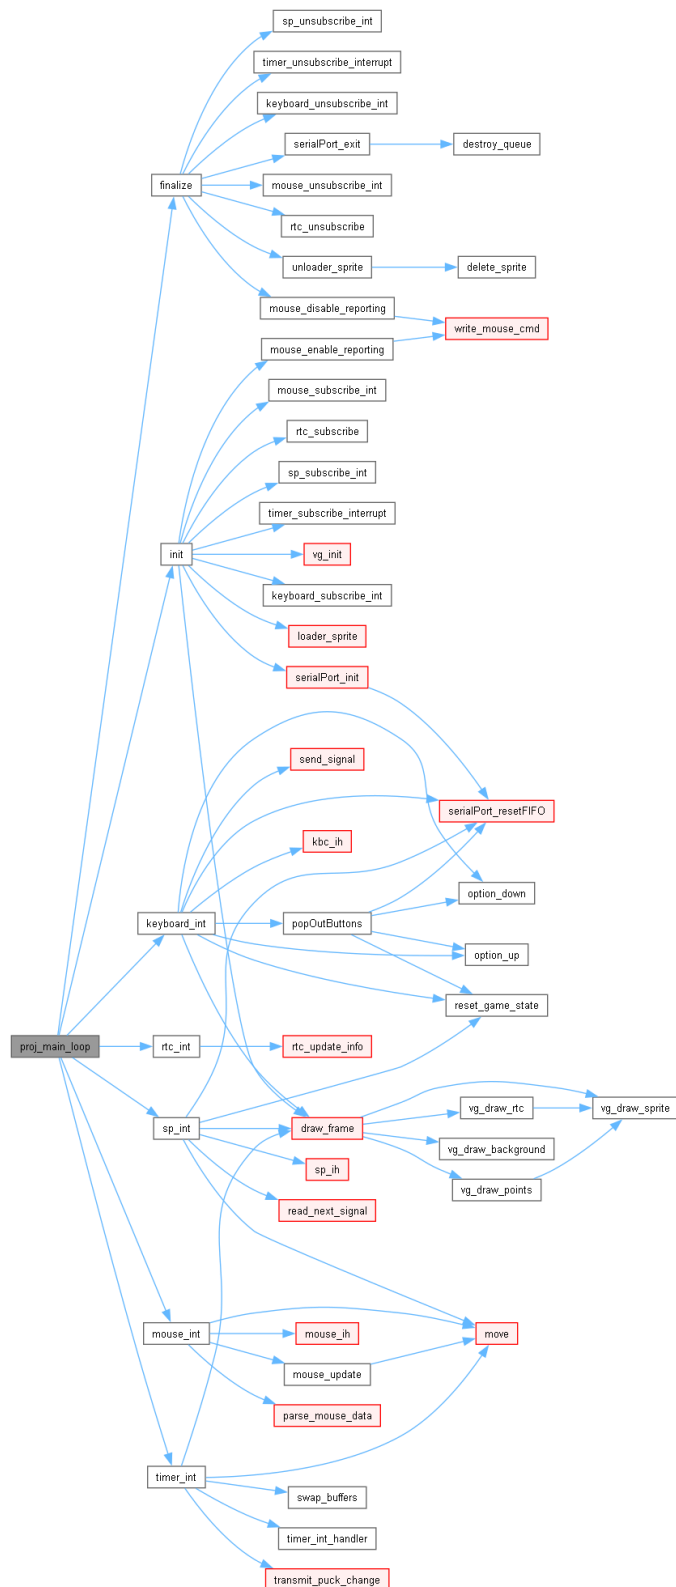 sp_unsubscribe_int
timer_unsubscribe_interrupt
keyboard_unsubscribe_int
serialPort_exit
destroy_queue
finalize
mouse_unsubscribe_int
rtc_unsubscribe
unloader_sprite
delete_sprite
mouse_disable_reporting
write_mouse_cmd
mouse_enable_reporting
mouse_subscribe_int
rtc_subscribe
sp_subscribe_int
timer_subscribe_interrupt
init
vg_init
keyboard_subscribe_int
loader_sprite
serialPort_init
send_signal
serialPort_resetFIFO
kbc_ih
option_down
keyboard_int
popOutButtons
option_up
reset_game_state
proj_main_loop
rtc_int
rtc_update_info
vg_draw_rtc
vg_draw_sprite
sp_int
draw_frame
vg_draw_background
sp_ih
vg_draw_points
read_next_signal
mouse_int
mouse_ih
move
mouse_update
parse_mouse_data
timer_int
swap_buffers
timer_int_handler
transmit_puck_change